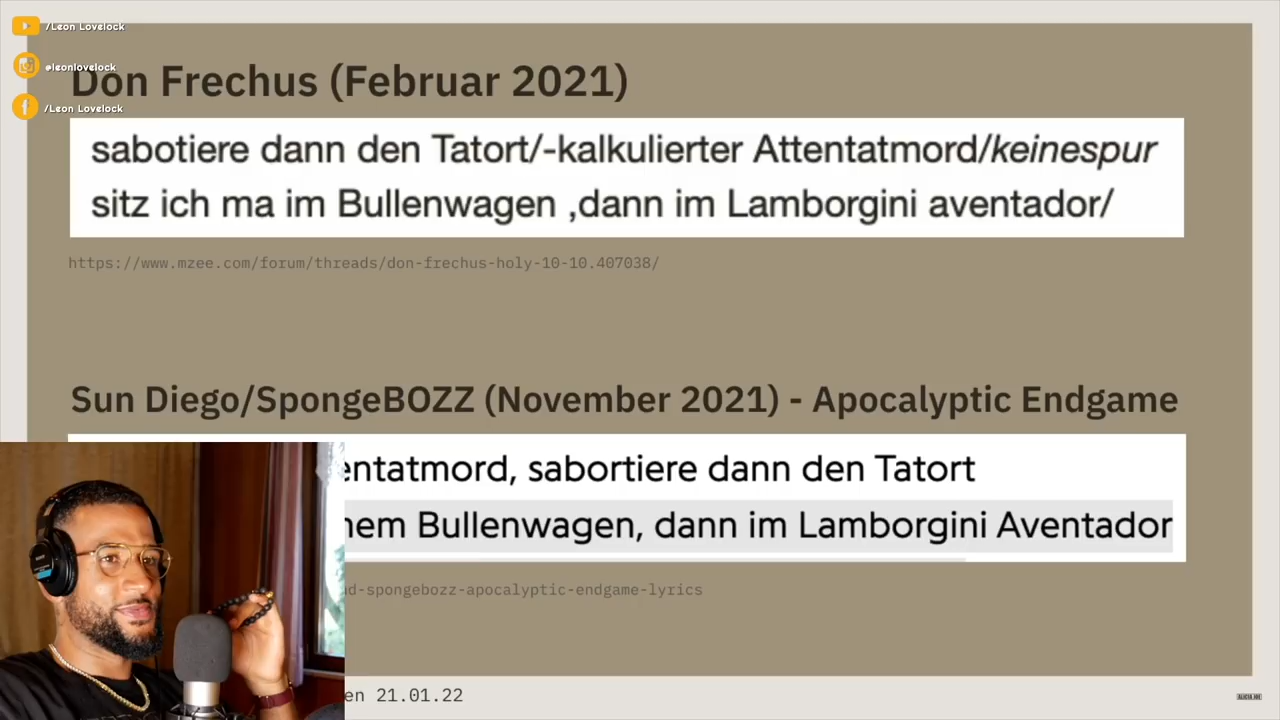 /Leon Lovelock
@leonlovelock
/Leon Lovelock
Don Frechus (Februar 2021)
sabotiere dann den Tatort/-kalkulierter Attentatmord/keinespur
sitz ich ma im Bullenwagen ,dann im Lamborgini aventador/
https://www.mzee.com/forum/threads/don-frechus-holy-10-10.407038/
Sun Diego/SpongeBOZZ (November 2021) - Apocalyptic Endgame
entatmord, sabortiere dann den Tatort
nem Bullenwagen, dann im Lamborgini Aventador
ud-spongebozz-apocalyptic-endgame-lyrics
en 21.01.22
ALICIA JOE